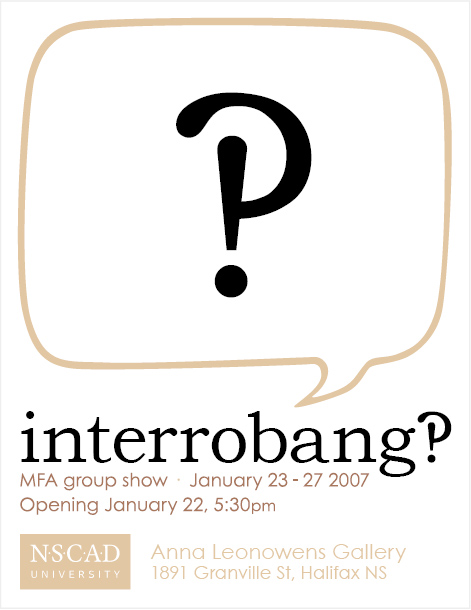 ‽
interrobang‽
MFA group show · January 23 - 27 2007
Opening January 22, 5:30pm
N·S·C·A·D
UNIVERSITY
Anna Leonowens Gallery
1891 Granville St, Halifax NS